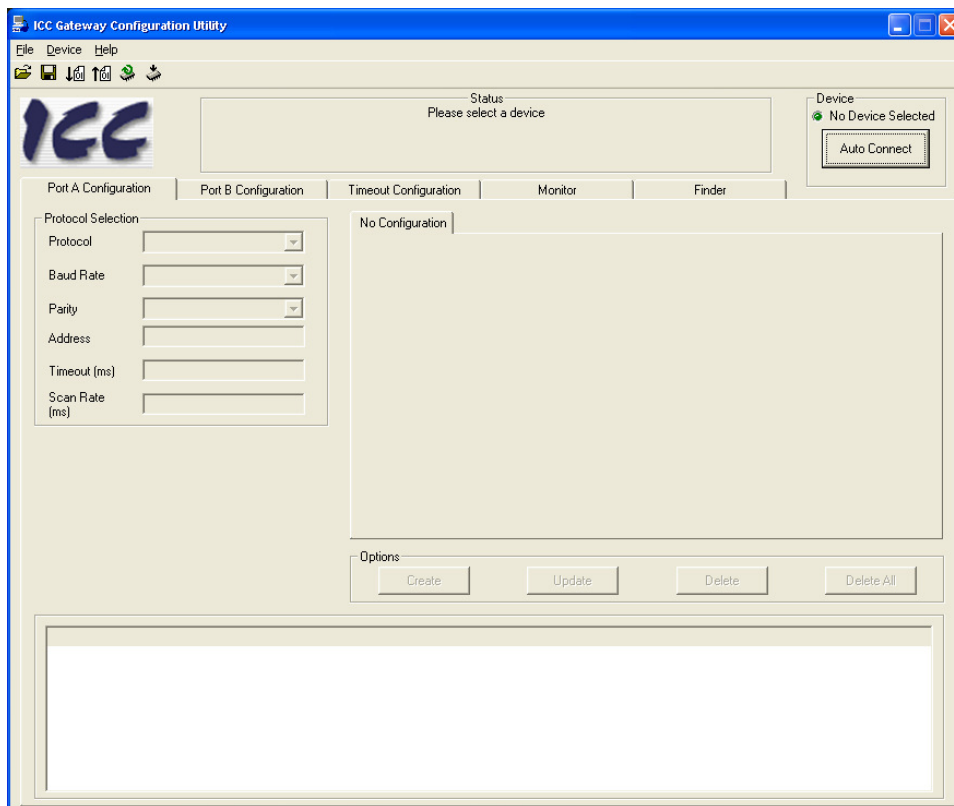 ICC Gateway Configuration Utility
File Device Help
ICC
Status
Please select a device
Device
No Device Selected
Auto Connect
Port A Configuration Port B Configuration Timeout Configuration Monitor Finder
Protocol Selection
Protocol
Baud Rate
Parity
Address
Timeout (ms)
Scan Rate
(ms)
No Configuration
Options
Create Update Delete Delete All